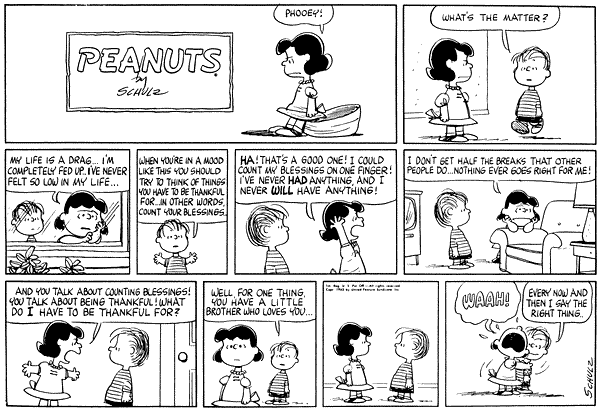 PEANUTS
by
SCHULZ
PHOOEY!
WHAT'S THE MATTER?
MY LIFE IS A DRAG... I'M
COMPLETELY FED UP. I'VE NEVER
FELT SO LOW IN MY LIFE...
WHEN YOU'RE IN A MOOD
LIKE THIS YOU SHOULD
TRY TO THINK OF THINGS
YOU HAVE TO BE THANKFUL
FOR... IN OTHER WORDS,
COUNT YOUR BLESSINGS.
HA! THAT'S A GOOD ONE! I COULD
COUNT MY BLESSINGS ON ONE FINGER!
I'VE NEVER HAD ANYTHING, AND I
NEVER WILL HAVE ANYTHING!
I DON'T GET HALF THE BREAKS THAT OTHER
PEOPLE DO... NOTHING EVER GOES RIGHT FOR ME!
AND YOU TALK ABOUT COUNTING BLESSINGS!
YOU TALK ABOUT BEING THANKFUL! WHAT
DO I HAVE TO BE THANKFUL FOR?
WELL, FOR ONE THING,
YOU HAVE A LITTLE
BROTHER WHO LOVES YOU...
WAAH!
EVERY NOW AND
THEN I SAY THE
RIGHT THING...
SCHULZ